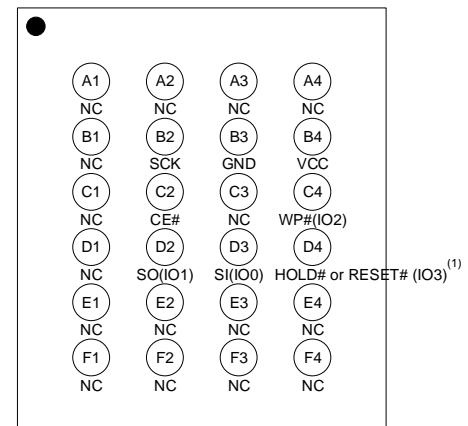 A1 A2 A3 A4
NC NC NC NC
B1 B2 B3 B4
NC SCK GND VCC
C1 C2 C3 C4
NC CE# NC WP#(IO2)
D1 D2 D3 D4
NC SO(IO1) SI(IO0) HOLD# or RESET# (IO3)(1)
E1 E2 E3 E4
NC NC NC NC
F1 F2 F3 F4
NC NC NC NC